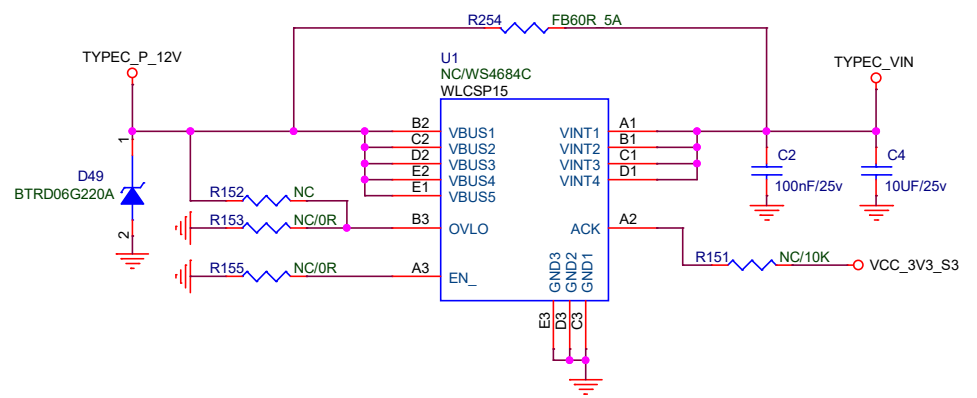 R254 FB60R_5A
TYPEC_P_12V
U1
NC/WS4684C
WLCSP15
TYPEC_VIN
1
D49
BTRD06G220A
2
B2 VBUS1
C2 VBUS2
D2 VBUS3
E2 VBUS4
E1 VBUS5
R152 NC
R153 NC/0R
B3 OVLO
R155 NC/0R
A3 EN_
VINT1 A1
VINT2 B1
VINT3 C1
VINT4 D1
ACK A2
GND3
GND2
GND1
E3
D3
C3
C2
100nF/25v
C4
10UF/25v
R151 NC/10K
VCC_3V3_S3